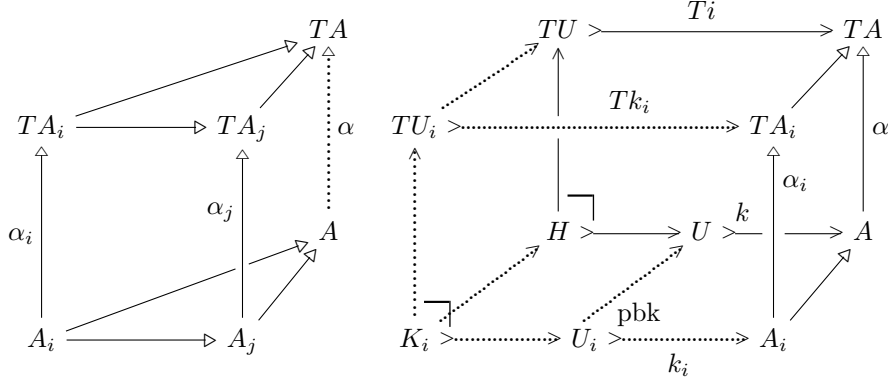 TA TU Ti TA
TA_i TA_j TU_i Tk_i TA_i
α α
α_i α_j α_i
A H U k A
A_i A_j K_i U_i pbk A_i
k_i